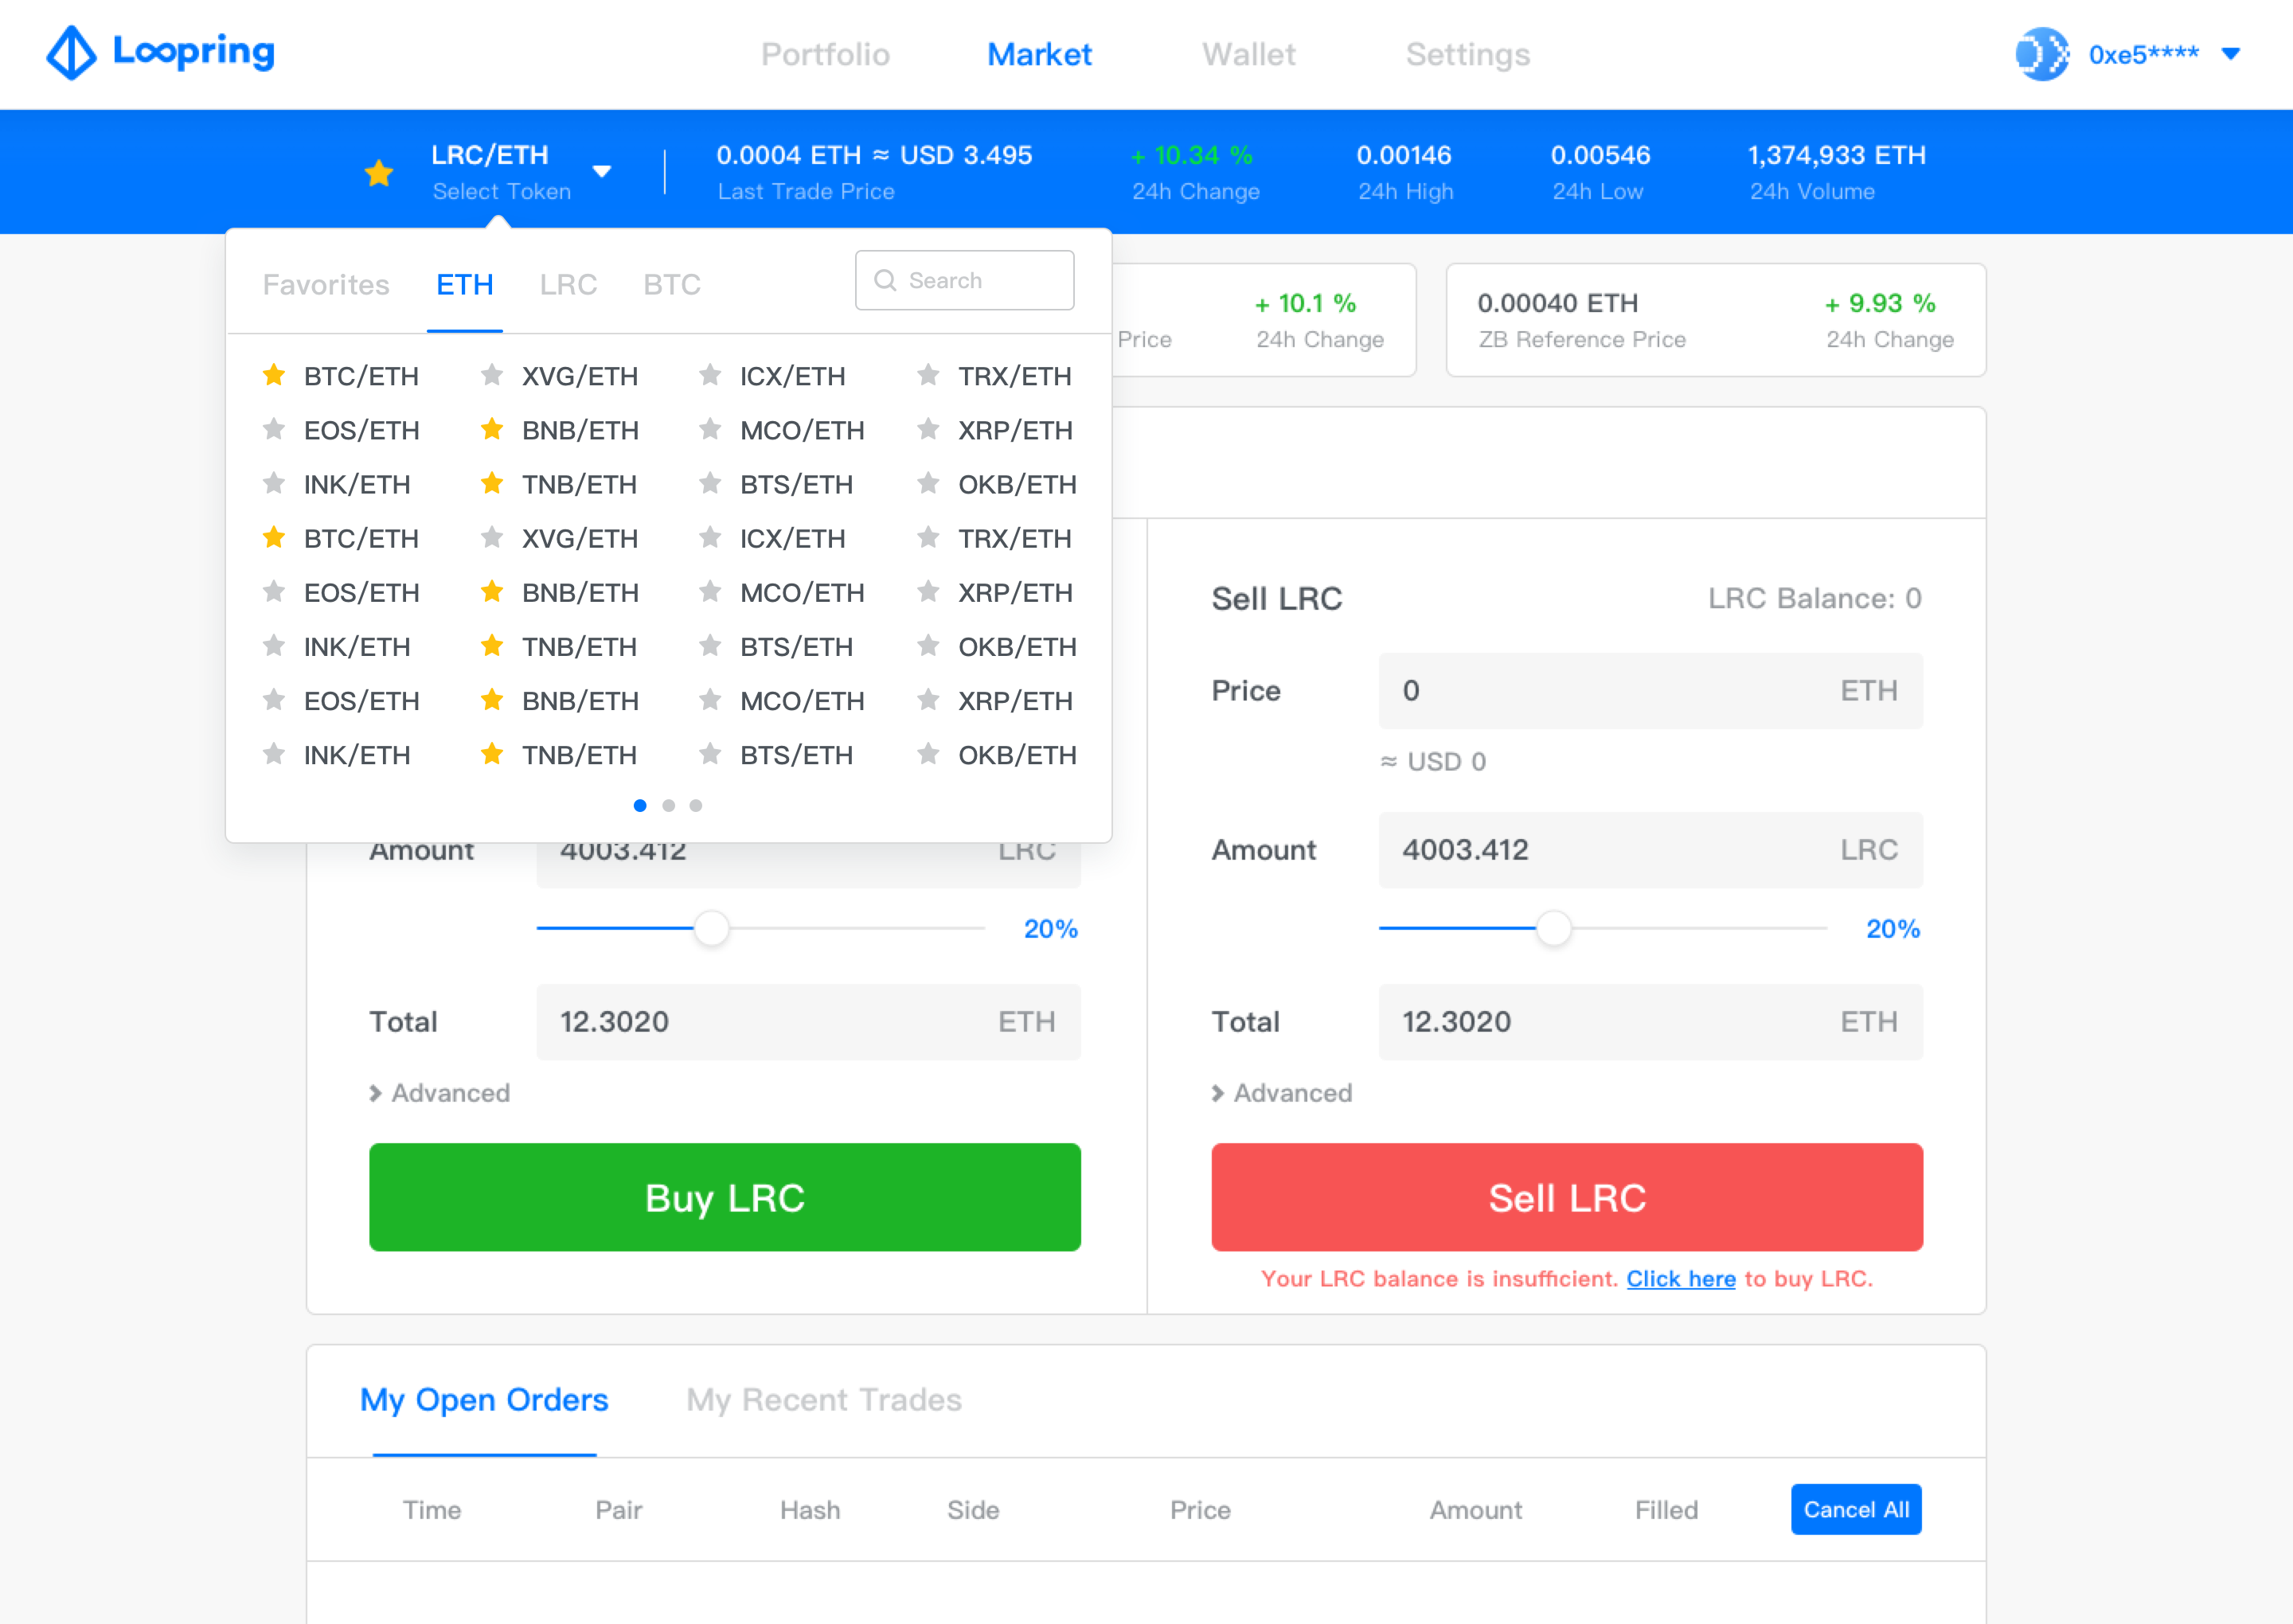 Loopring
Portfolio Market Wallet Settings
0xe5****
LRC/ETH 0.0004 ETH ≈ USD 3.495 + 10.34 % 0.00146 0.00546 1,374,933 ETH
Select Token Last Trade Price 24h Change 24h High 24h Low 24h Volume
Favorites ETH LRC BTC Search
+ 10.1 % 0.00040 ETH + 9.93 %
Price 24h Change ZB Reference Price 24h Change
BTC/ETH XVG/ETH ICX/ETH TRX/ETH
EOS/ETH BNB/ETH MCO/ETH XRP/ETH
INK/ETH TNB/ETH BTS/ETH OKB/ETH
BTC/ETH XVG/ETH ICX/ETH TRX/ETH
EOS/ETH BNB/ETH MCO/ETH XRP/ETH
INK/ETH TNB/ETH BTS/ETH OKB/ETH
EOS/ETH BNB/ETH MCO/ETH XRP/ETH
INK/ETH TNB/ETH BTS/ETH OKB/ETH
Amount 4003.412 LRC
20%
Total 12.3020 ETH
Advanced
Buy LRC
Sell LRC LRC Balance: 0
Price 0 ETH
≈ USD 0
Amount 4003.412 LRC
20%
Total 12.3020 ETH
Advanced
Sell LRC
Your LRC balance is insufficient. Click here to buy LRC.
My Open Orders My Recent Trades
Time Pair Hash Side Price Amount Filled Cancel All